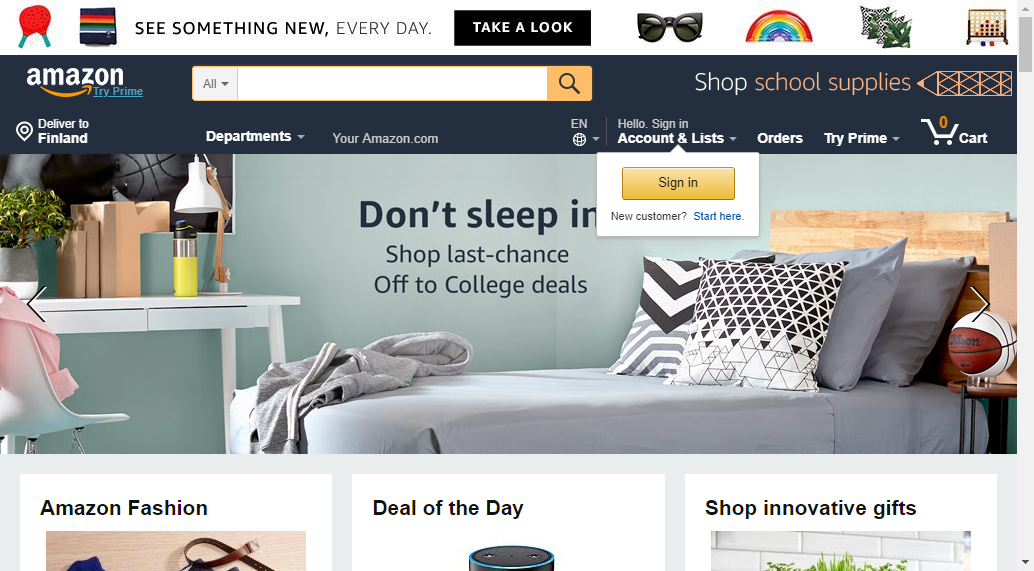 SEE SOMETHING NEW, EVERY DAY. TAKE A LOOK
amazon
Try Prime
All
Shop school supplies
Deliver to
Finland
Departments
Your Amazon.com
EN
Hello. Sign in
Account & Lists
Orders
Try Prime
0
Cart
Sign in
New customer? Start here.
Don't sleep in
Shop last-chance
Off to College deals
Wilson
Amazon Fashion
Deal of the Day
Shop innovative gifts